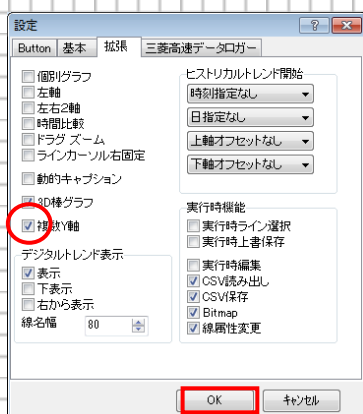 設定
Button 基本 拡張 三菱高速データロガー
個別グラフ
左軸
左右2軸
時間比較
ドラグ ズーム
ラインカーソル右固定
動的キャプション
3D棒グラフ
複数Y軸
デジタルトレンド表示
表示
下表示
右から表示
線名幅 80
ヒストリカルトレンド開始
時刻指定なし
日指定なし
上軸オフセットなし
下軸オフセットなし
実行時機能
実行時ライン選択
実行時上書保存
実行時編集
CSV読み出し
CSV保存
Bitmap
線属性変更
OK キャンセル